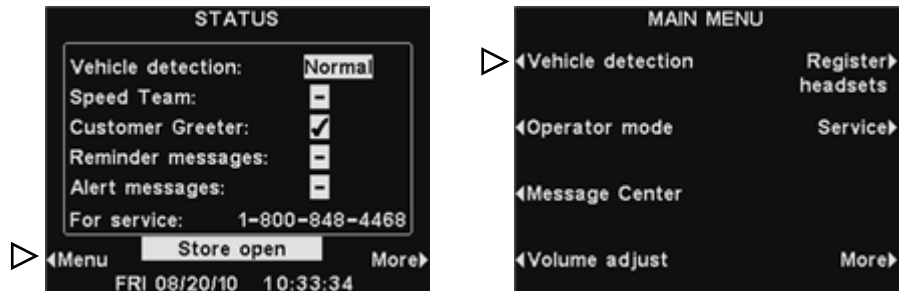 STATUS
Vehicle detection: Normal
Speed Team: -
Customer Greeter: ✓
Reminder messages: -
Alert messages: -
For service: 1-800-848-4468
Store open
Menu More
FRI 08/20/10 10:33:34
MAIN MENU
Vehicle detection Register
headsets
Operator mode Service
Message Center
Volume adjust More